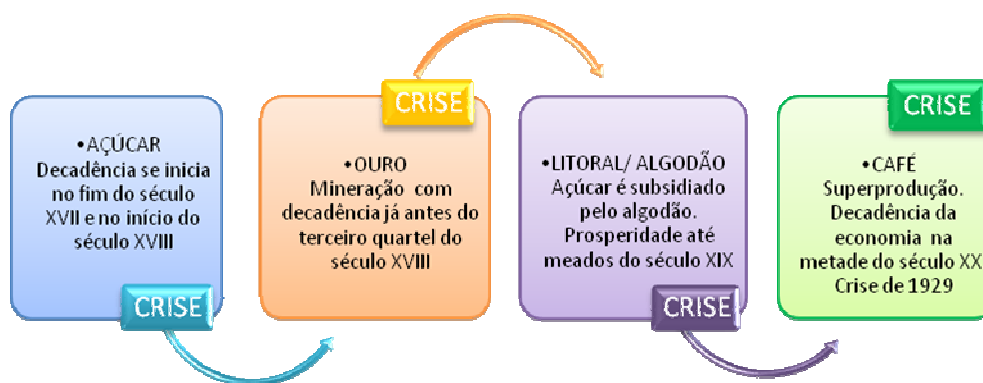 •AÇÚCAR
Decadência se inicia
no fim do século
XVII e no início do
século XVIII
CRISE
CRISE
•OURO
Mineração com
decadência já antes do
terceiro quartel do
século XVIII
•LITORAL/ ALGODÃO
Açúcar é subsidiado
pelo algodão.
Prosperidade até
meados do século XIX
CRISE
CRISE
•CAFÉ
Superprodução.
Decadência da
economia na
metade do século XX
Crise de 1929